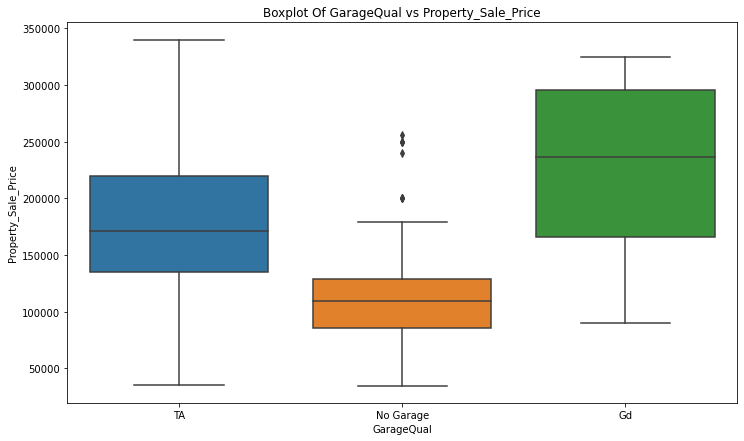 Boxplot Of GarageQual vs Property_Sale_Price
350000
300000
250000
200000
150000
100000
50000
Property_Sale_Price
TA
No Garage
Gd
GarageQual